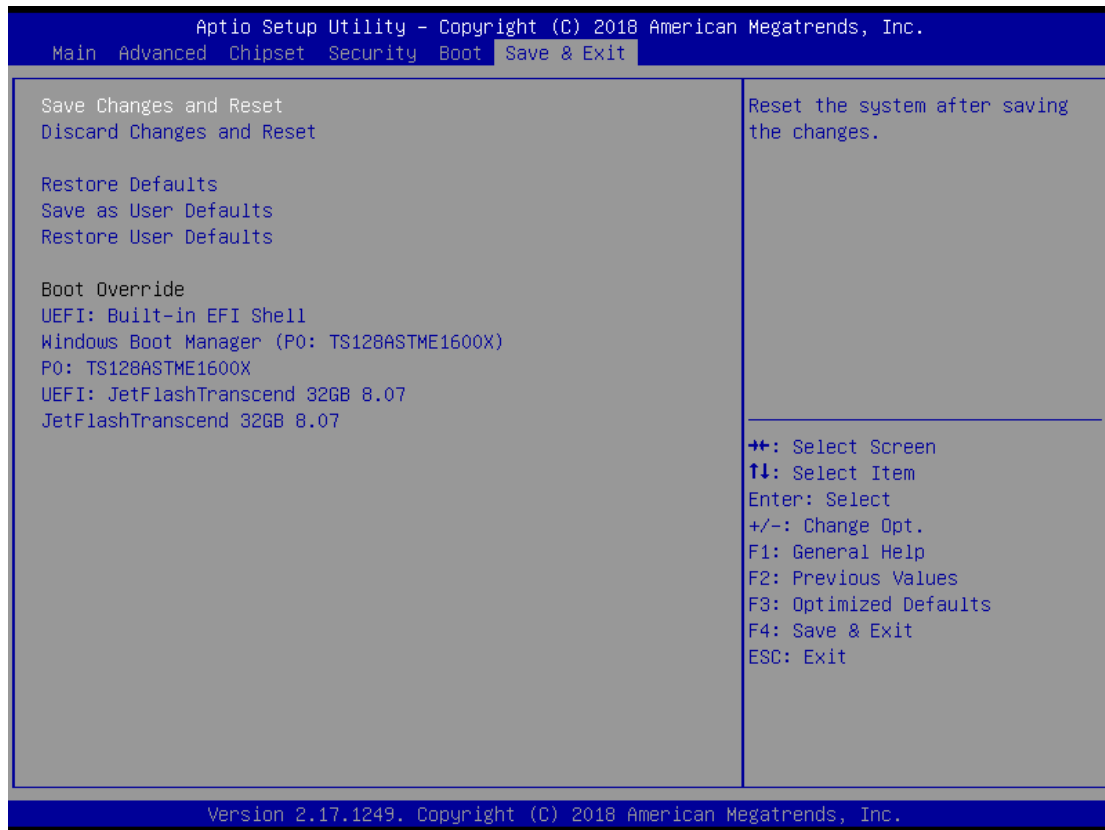 Aptio Setup Utility – Copyright (C) 2018 American Megatrends, Inc.
Main Advanced Chipset Security Boot Save & Exit
Save Changes and Reset
Discard Changes and Reset
Restore Defaults
Save as User Defaults
Restore User Defaults
Boot Override
UEFI: Built-in EFI Shell
Windows Boot Manager (P0: TS128ASTME1600X)
P0: TS128ASTME1600X
UEFI: JetFlashTranscend 32GB 8.07
JetFlashTranscend 32GB 8.07
Reset the system after saving
the changes.
→←: Select Screen
↑↓: Select Item
Enter: Select
+/-: Change Opt.
F1: General Help
F2: Previous Values
F3: Optimized Defaults
F4: Save & Exit
ESC: Exit
Version 2.17.1249. Copyright (C) 2018 American Megatrends, Inc.